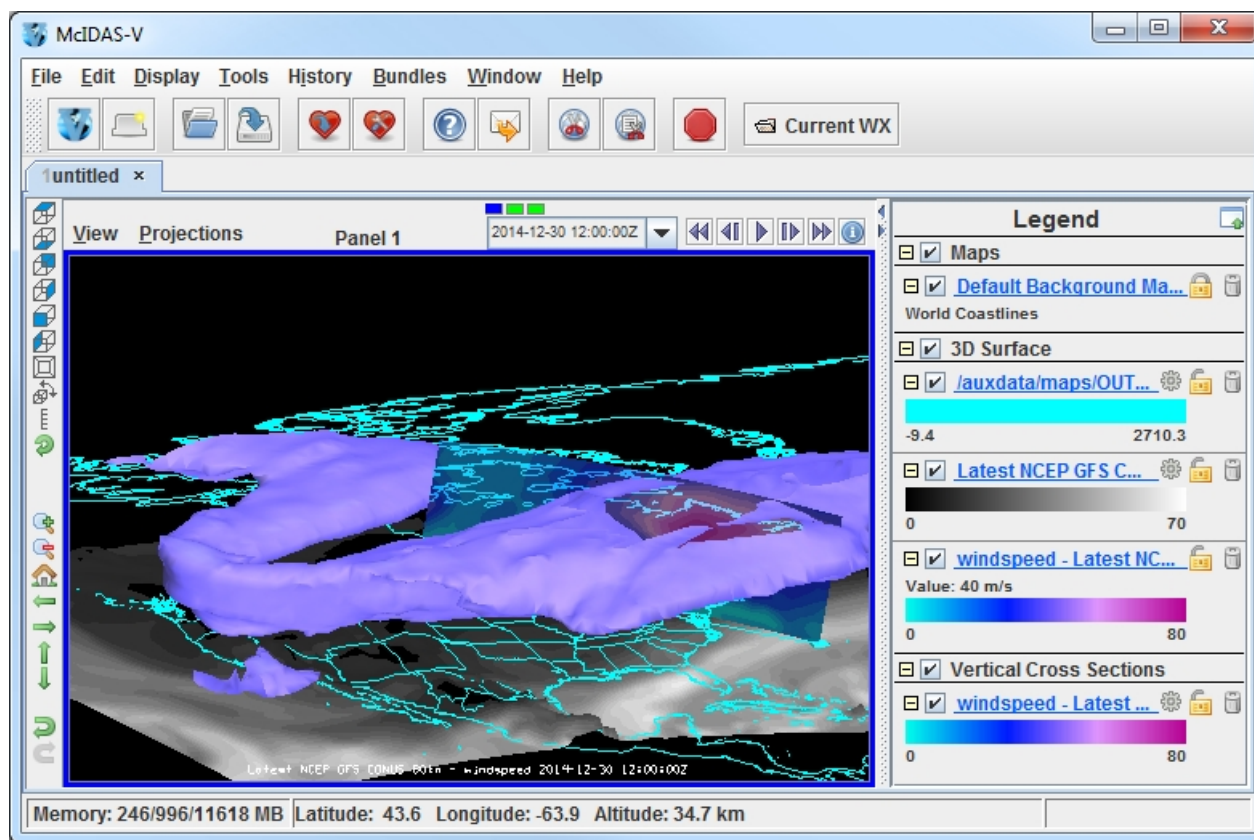 McIDAS-V
File Edit Display Tools History Bundles Window Help
Current WX
1untitled ×
View Projections Panel 1 2014-12-30 12:00:00Z
Latest NCEP GFS CONUS 80km - windspeed 2014-12-30 12:00:00Z
Legend
Maps
Default Background Ma...
World Coastlines
3D Surface
/auxdata/maps/OUT...
-9.4 2710.3
Latest NCEP GFS C...
0 70
windspeed - Latest NC...
Value: 40 m/s
0 80
Vertical Cross Sections
windspeed - Latest ...
0 80
Memory: 246/996/11618 MB Latitude: 43.6 Longitude: -63.9 Altitude: 34.7 km